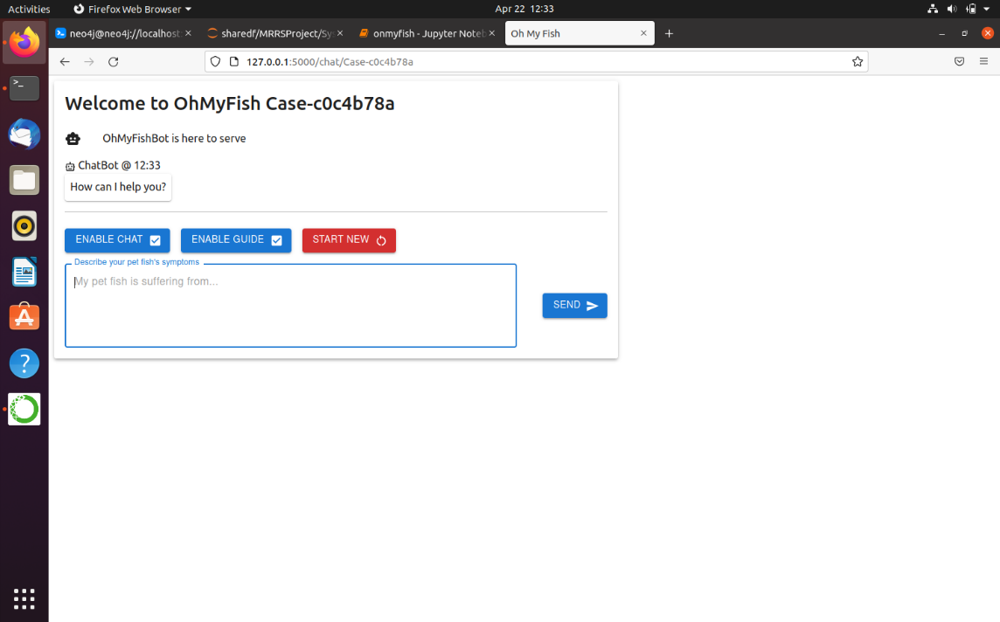 Activities
Firefox Web Browser
Apr 22 12:33
neo4j@neo4j://localhost:
sharedf/MRRSProject/Sys
onmyfish - Jupyter Noteb
Oh My Fish
127.0.0.1:5000/chat/Case-c0c4b78a
Welcome to OhMyFish Case-c0c4b78a
OhMyFishBot is here to serve
ChatBot @ 12:33
How can I help you?
ENABLE CHAT
ENABLE GUIDE
START NEW
Describe your pet fish's symptoms
My pet fish is suffering from...
SEND